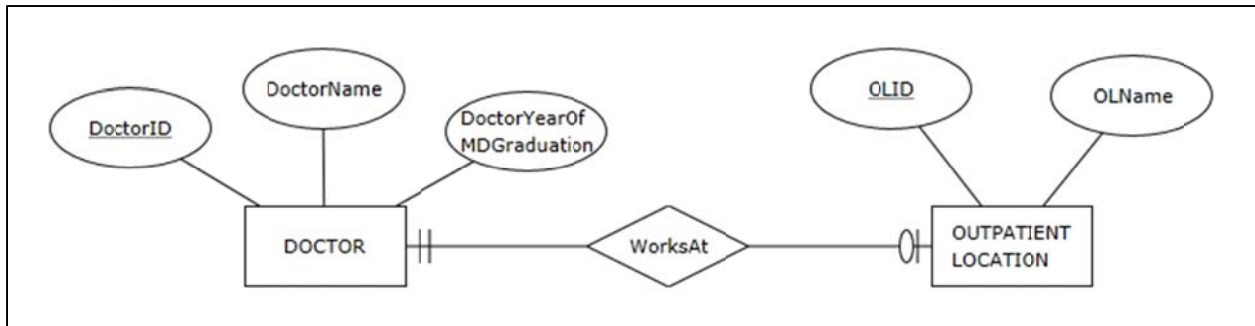 DoctorID
DoctorName
DoctorYearOf
MDGraduation
OLID
OLName
DOCTOR
WorksAt
OUTPATIENT
LOCATION